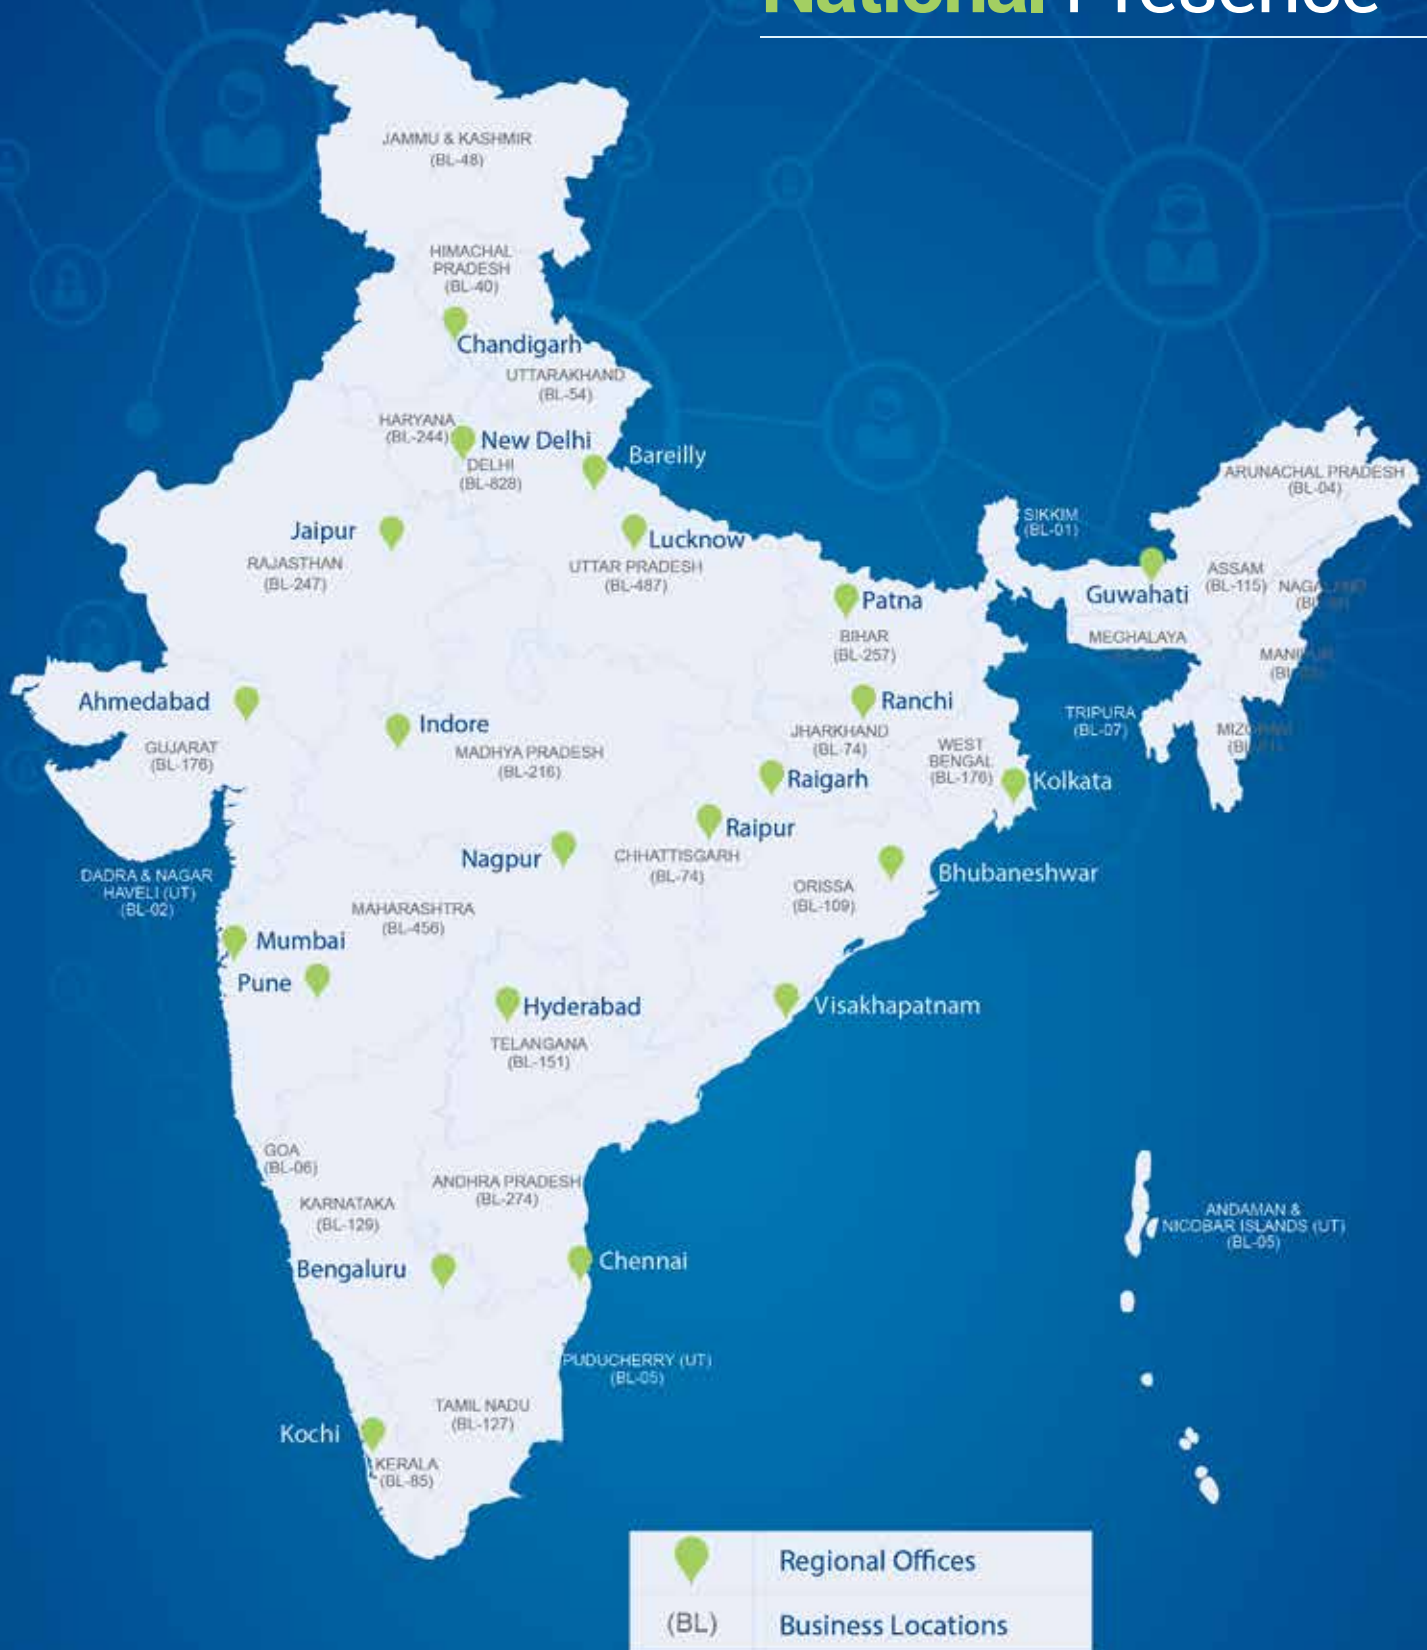 National Presence
JAMMU & KASHMIR
(BL-48)
HIMACHAL
PRADESH
(BL-40)
Chandigarh
UTTARAKHAND
(BL-54)
HARYANA
(BL-244)
New Delhi
DELHI
(BL-828)
Bareilly
Jaipur
RAJASTHAN
(BL-247)
Lucknow
UTTAR PRADESH
(BL-487)
SIKKIM
(BL-01)
ARUNACHAL PRADESH
(BL-04)
Guwahati
ASSAM
(BL-115)
NAGALAND
Patna
BIHAR
(BL-257)
MEGHALAYA
MANIPUR
Ahmedabad
GUJARAT
(BL-176)
Indore
MADHYA PRADESH
(BL-216)
Ranchi
JHARKHAND
(BL-74)
WEST
BENGAL
(BL-176)
Kolkata
TRIPURA
(BL-07)
MIZORAM
Raigarh
Raipur
CHHATTISGARH
(BL-74)
Nagpur
Bhubaneshwar
ORISSA
(BL-109)
DADRA & NAGAR
HAVELI (UT)
(BL-02)
MAHARASHTRA
(BL-456)
Mumbai
Pune
Hyderabad
TELANGANA
(BL-151)
Visakhapatnam
GOA
(BL-06)
KARNATAKA
(BL-129)
ANDHRA PRADESH
(BL-274)
ANDAMAN &
NICOBAR ISLANDS (UT)
(BL-05)
Bengaluru
Chennai
PUDUCHERRY (UT)
(BL-05)
TAMIL NADU
(BL-127)
Kochi
KERALA
(BL-85)
Regional Offices
(BL) Business Locations